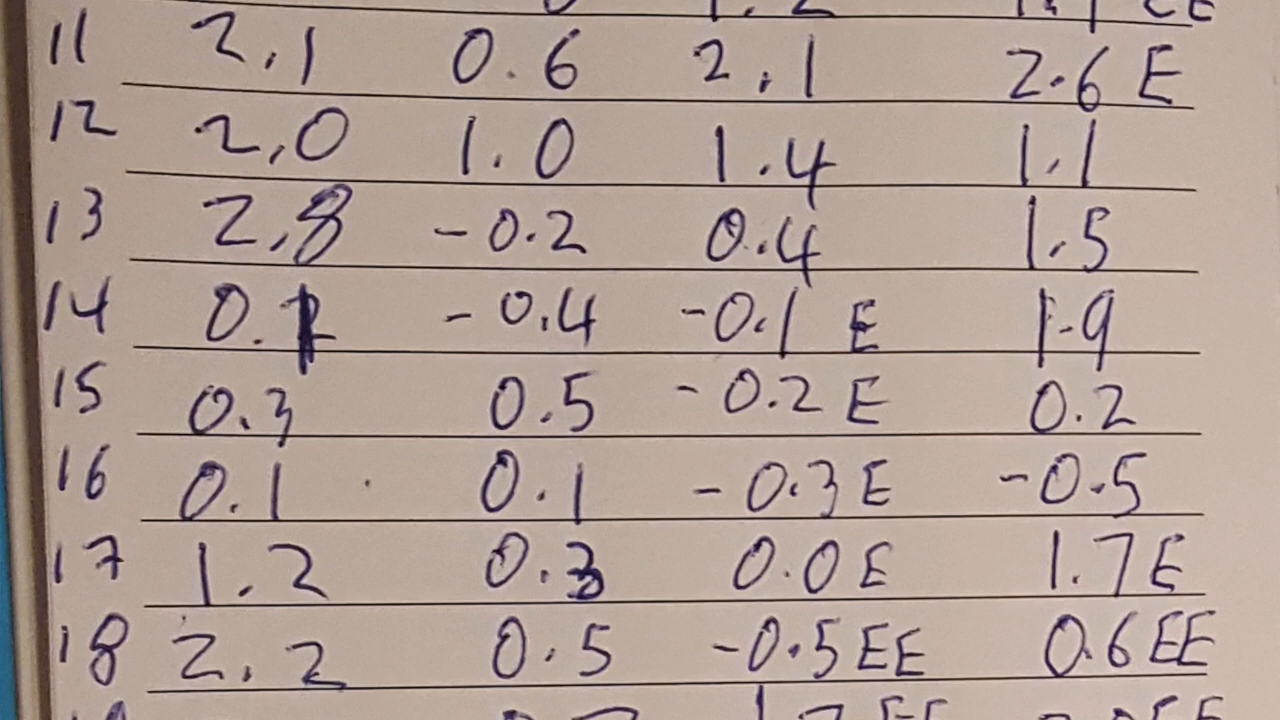 11 2.1 0.6 2.1 2.6 E
12 2.0 1.0 1.4 1.1
13 2.8 -0.2 0.4 1.5
14 0.1 -0.4 -0.1 E 1.9
15 0.3 0.5 -0.2 E 0.2
16 0.1 0.1 -0.3 E -0.5
17 1.2 0.3 0.0 E 1.7 E
18 2.2 0.5 -0.5 EE 0.6 EE